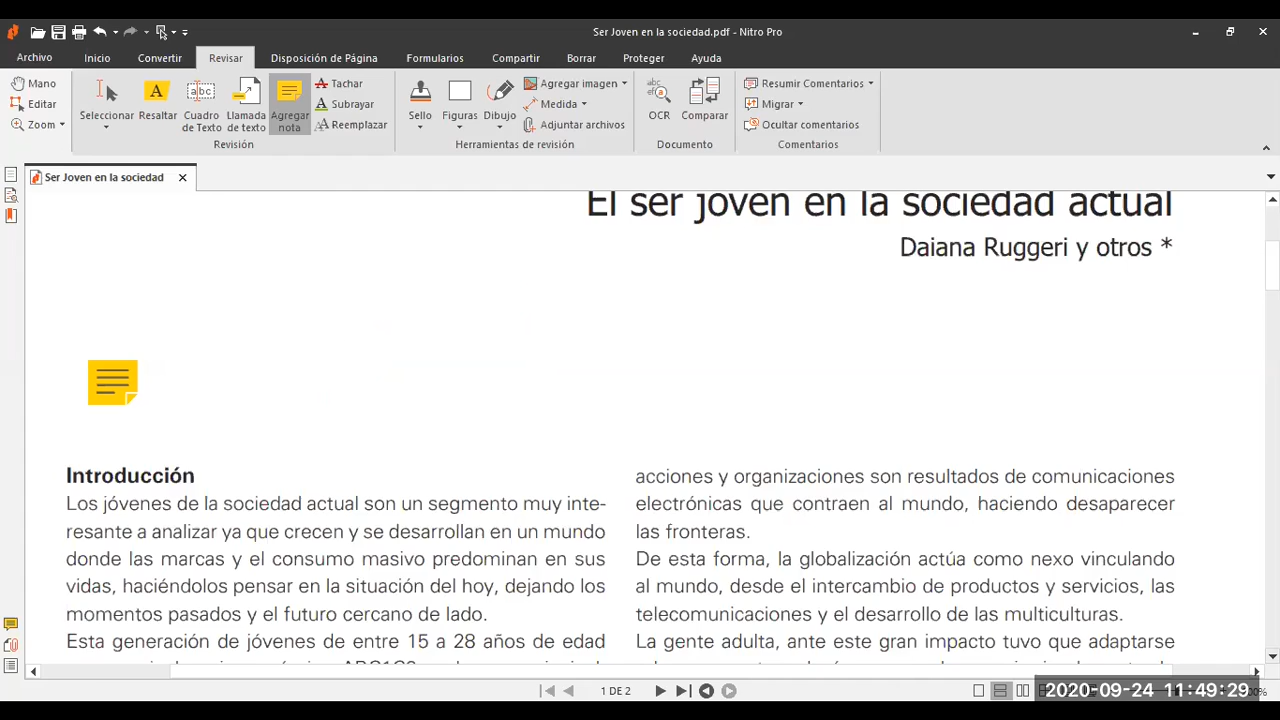 Ser Joven en la sociedad.pdf - Nitro Pro
Archivo Inicio Convertir Revisar Disposición de Página Formularios Compartir Borrar Proteger Ayuda
Mano
Editar
Zoom
Seleccionar
Resaltar
Cuadro de Texto
Llamada de texto
Agregar nota
Tachar
Subrayar
Reemplazar
Revisión
Sello
Figuras
Dibujo
Agregar imagen
Medida
Adjuntar archivos
Herramientas de revisión
OCR
Comparar
Documento
Resumir Comentarios
Migrar
Ocultar comentarios
Comentarios
Ser Joven en la sociedad
El ser joven en la sociedad actual
Daiana Ruggeri y otros *
Introducción
Los jóvenes de la sociedad actual son un segmento muy inte-
resante a analizar ya que crecen y se desarrollan en un mundo
donde las marcas y el consumo masivo predominan en sus
vidas, haciéndolos pensar en la situación del hoy, dejando los
momentos pasados y el futuro cercano de lado.
Esta generación de jóvenes de entre 15 a 28 años de edad
acciones y organizaciones son resultados de comunicaciones
electrónicas que contraen al mundo, haciendo desaparecer
las fronteras.
De esta forma, la globalización actúa como nexo vinculando
al mundo, desde el intercambio de productos y servicios, las
telecomunicaciones y el desarrollo de las multiculturas.
La gente adulta, ante este gran impacto tuvo que adaptarse
1 DE 2
2020-09-24 11:49:29